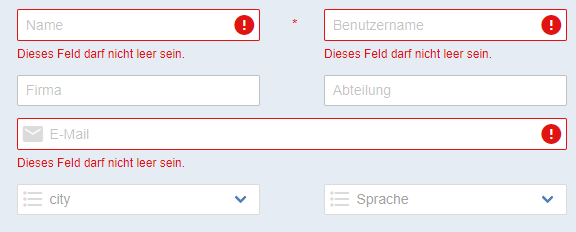 Name
*
Benutzername
Dieses Feld darf nicht leer sein.
Dieses Feld darf nicht leer sein.
Firma
Abteilung
E-Mail
Dieses Feld darf nicht leer sein.
city
Sprache